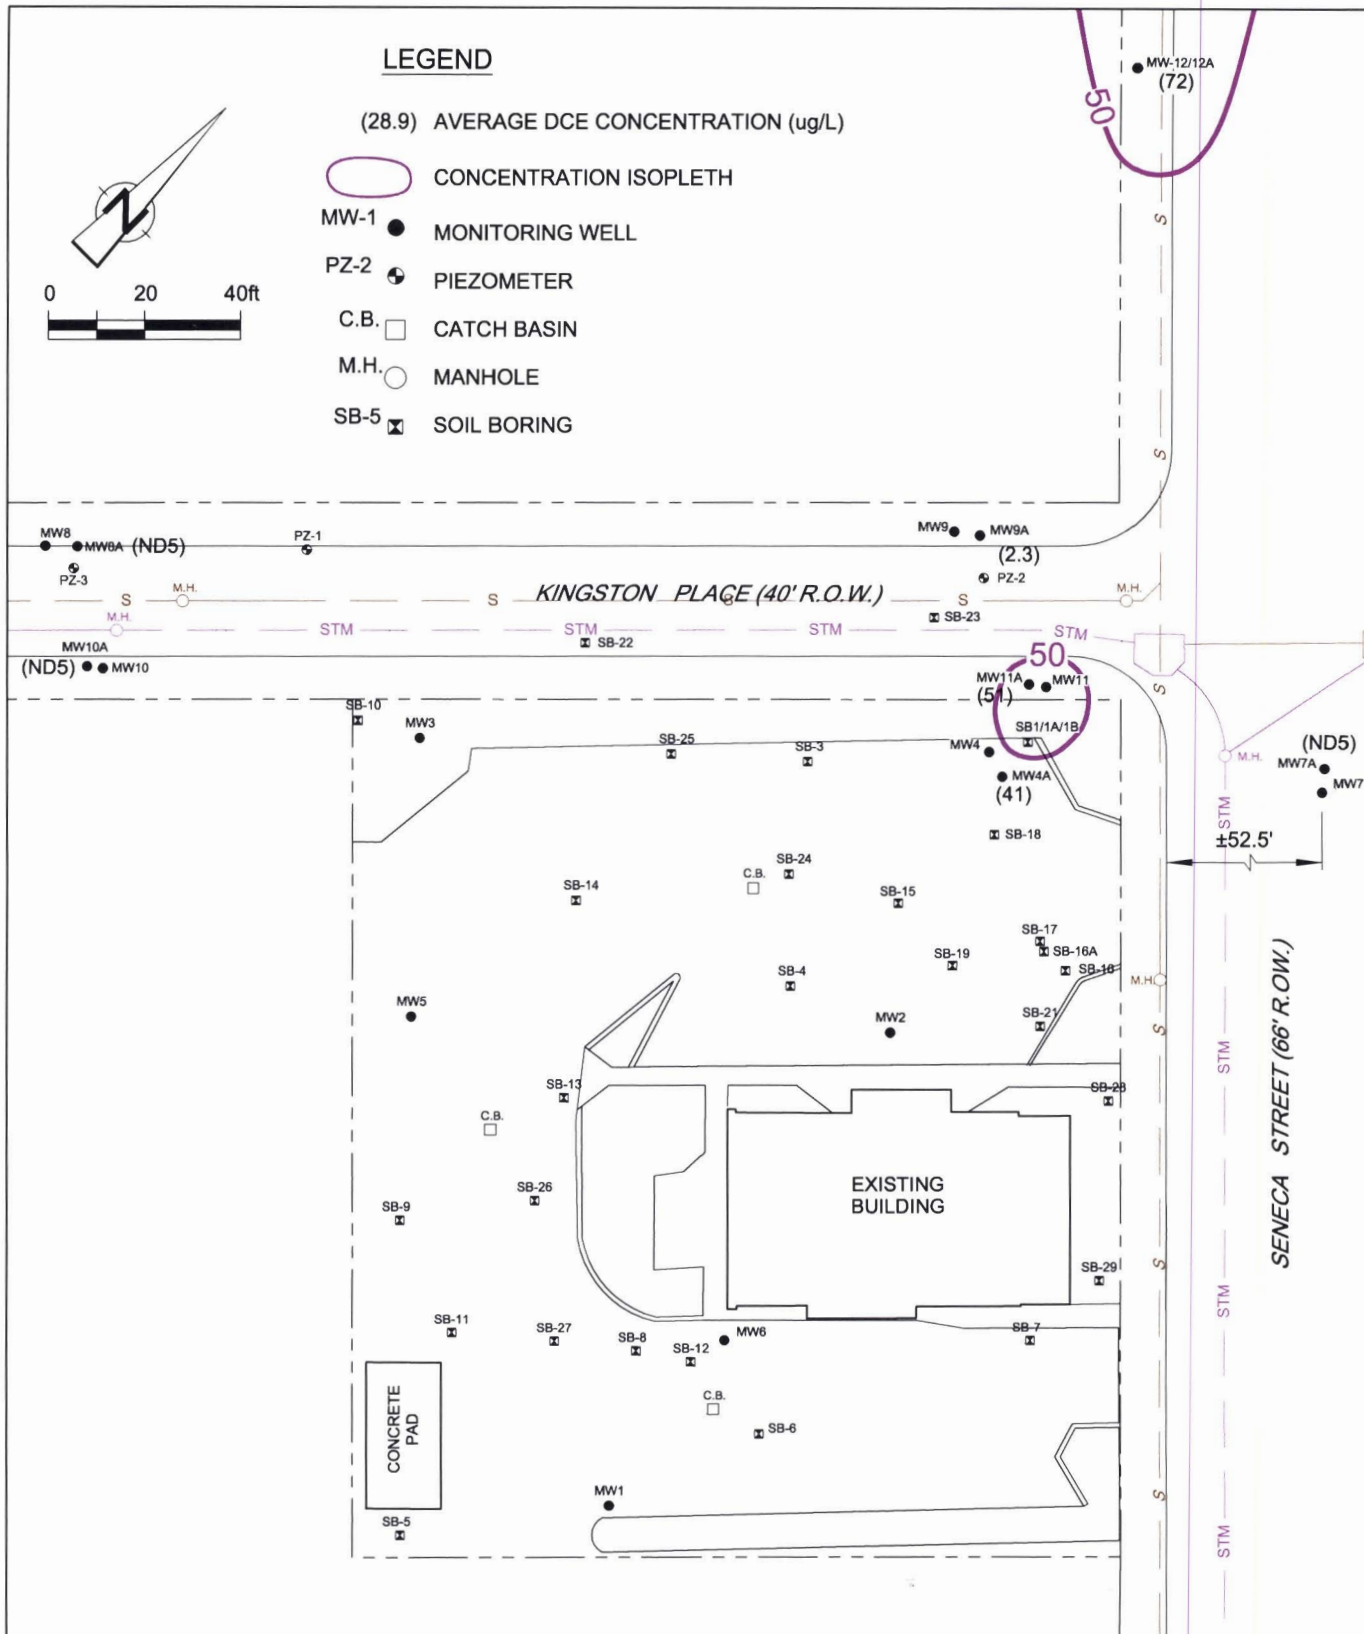 LEGEND
(28.9) AVERAGE DCE CONCENTRATION (ug/L)
CONCENTRATION ISOPLETH
MW-1 MONITORING WELL
PZ-2 PIEZOMETER
C.B. CATCH BASIN
M.H. MANHOLE
SB-5 SOIL BORING
N
0 20 40ft
MW-12/12A
(72)
50
S
S
MW8
MW8A (ND5)
PZ-1
MW9
MW9A
(2.3)
PZ-3
PZ-2
M.H.
M.H.
S
S
S
S
KINGSTON PLACE (40' R.O.W.)
SB-23
M.H.
STM
STM
STM
STM
SB-22
MW10A
(ND5) MW10
50
MW11A
MW11
(51)
S
SB-10
MW3
SB-25
SB-3
SB1/1A/1B
MW4
MW4A
(41)
M.H.
(ND5)
MW7A
MW7
STM
±52.5'
SB-18
SB-24
C.B.
SB-14
SB-15
SB-17
SB-16A
SB-16
SB-19
SB-4
M.H.
MW5
MW2
SB-21
S
STM
SENECA STREET (66' R.OW.)
SB-13
SB-28
C.B.
EXISTING
BUILDING
SB-26
SB-9
SB-29
S
STM
SB-11
SB-27
SB-8
MW6
SB-12
SB-7
C.B.
SB-6
CONCRETE
PAD
MW1
S
SB-5
STM